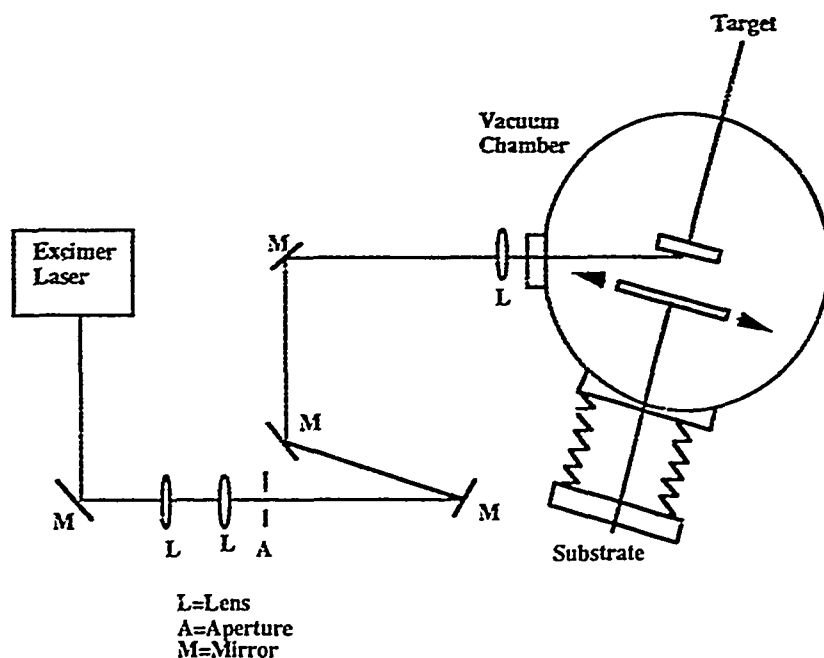 Target
Vacuum
Chamber
Excimer
Laser
M
L
M
M
L
L
A
M
Substrate
L=Lens
A=Aperture
M=Mirror